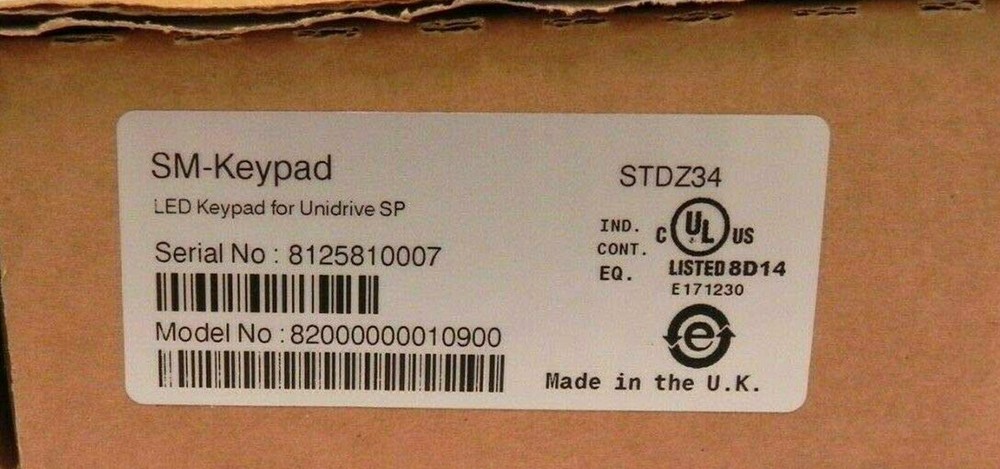 SM-Keypad
LED Keypad for Unidrive SP
Serial No : 8125810007
Model No : 82000000010900
STDZ34
IND.
CONT.
EQ.
C UL US
LISTED 8D14
E171230
e
Made in the U.K.